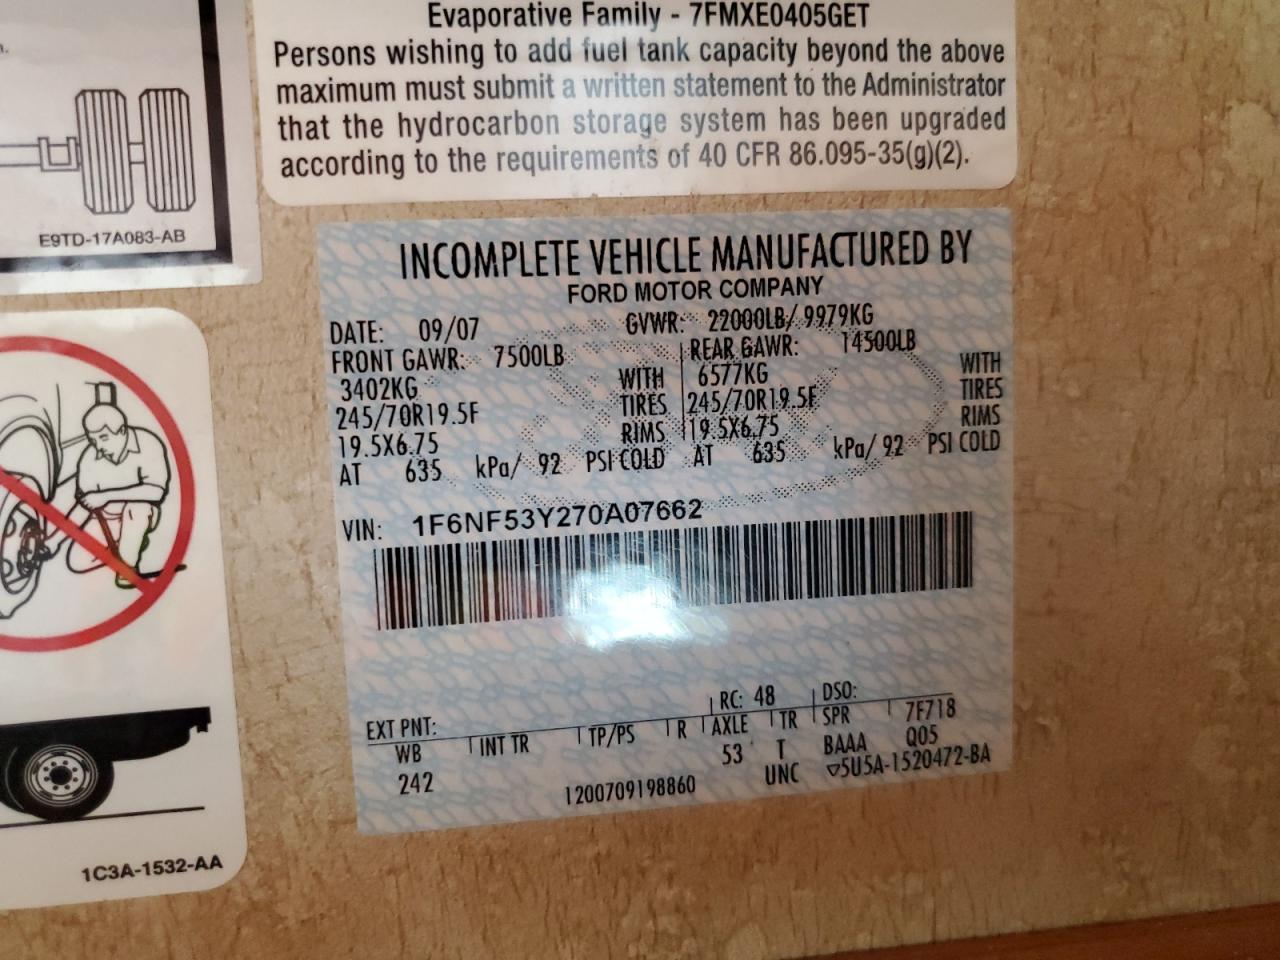 n.
E9TD-17A083-AB
Evaporative Family - 7FMXE0405GET
Persons wishing to add fuel tank capacity beyond the above
maximum must submit a written statement to the Administrator
that the hydrocarbon storage system has been upgraded
according to the requirements of 40 CFR 86.095-35(g)(2).
INCOMPLETE VEHICLE MANUFACTURED BY
FORD MOTOR COMPANY
DATE: 09/07 GVWR: 22000LB/ 9979KG
FRONT GAWR: 7500LB REAR GAWR: 14500LB
3402KG WITH 6577KG WITH
245/70R19.5F TIRES 245/70R19.5F TIRES
19.5X6.75 RIMS 19.5X6.75 RIMS
AT 635 kPa/ 92 PSI COLD AT 635 kPa/ 92 PSI COLD
VIN: 1F6NF53Y270A07662
EXT PNT: RC: 48 DSO:
WB INT TR TP/PS R AXLE TR SPR 7F718
242 53 T BAAA Q05
1200709198860 UNC ▽5U5A-1520472-BA
1C3A-1532-AA